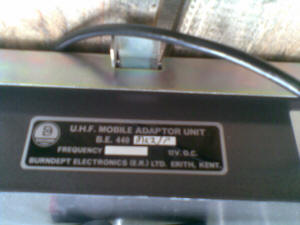 U.H.F. MOBILE ADAPTOR UNIT
B.E. 440
FREQUENCY 12V. D.C.
BURNDEPT ELECTRONICS (E.R.) LTD. ERITH, KENT.